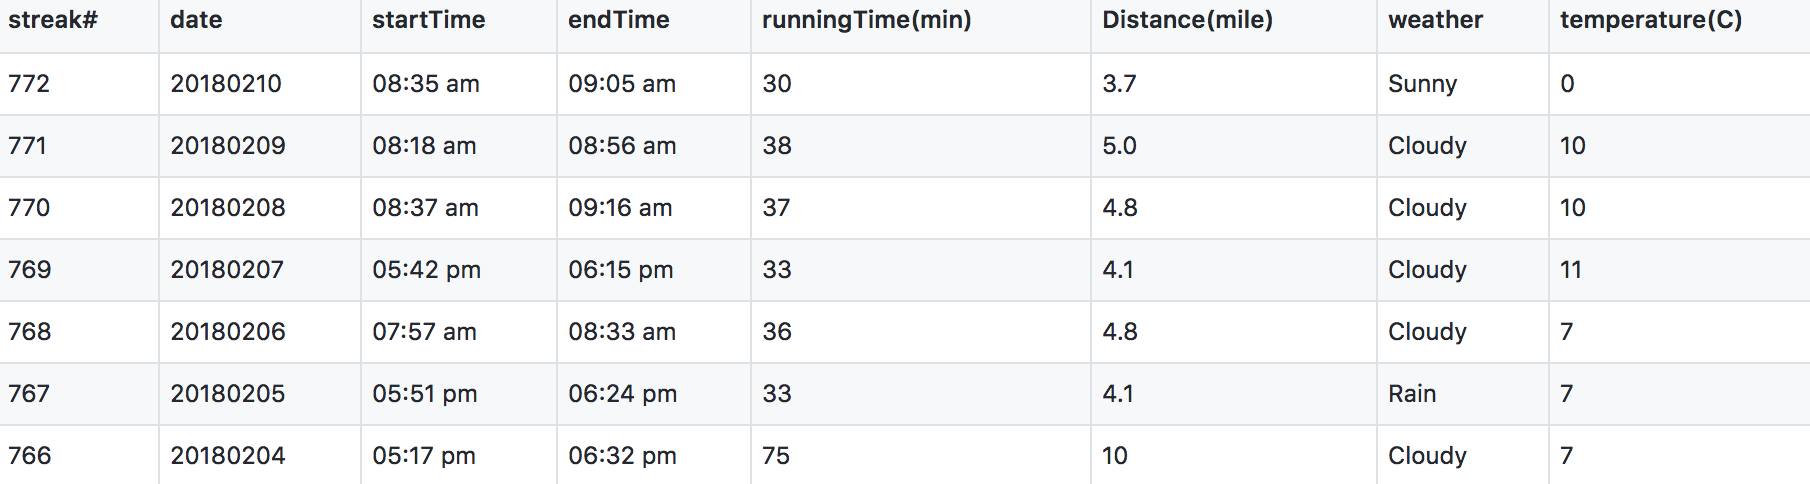 streak# date startTime endTime runningTime(min) Distance(mile) weather temperature(C)
772 20180210 08:35 am 09:05 am 30 3.7 Sunny 0
771 20180209 08:18 am 08:56 am 38 5.0 Cloudy 10
770 20180208 08:37 am 09:16 am 37 4.8 Cloudy 10
769 20180207 05:42 pm 06:15 pm 33 4.1 Cloudy 11
768 20180206 07:57 am 08:33 am 36 4.8 Cloudy 7
767 20180205 05:51 pm 06:24 pm 33 4.1 Rain 7
766 20180204 05:17 pm 06:32 pm 75 10 Cloudy 7